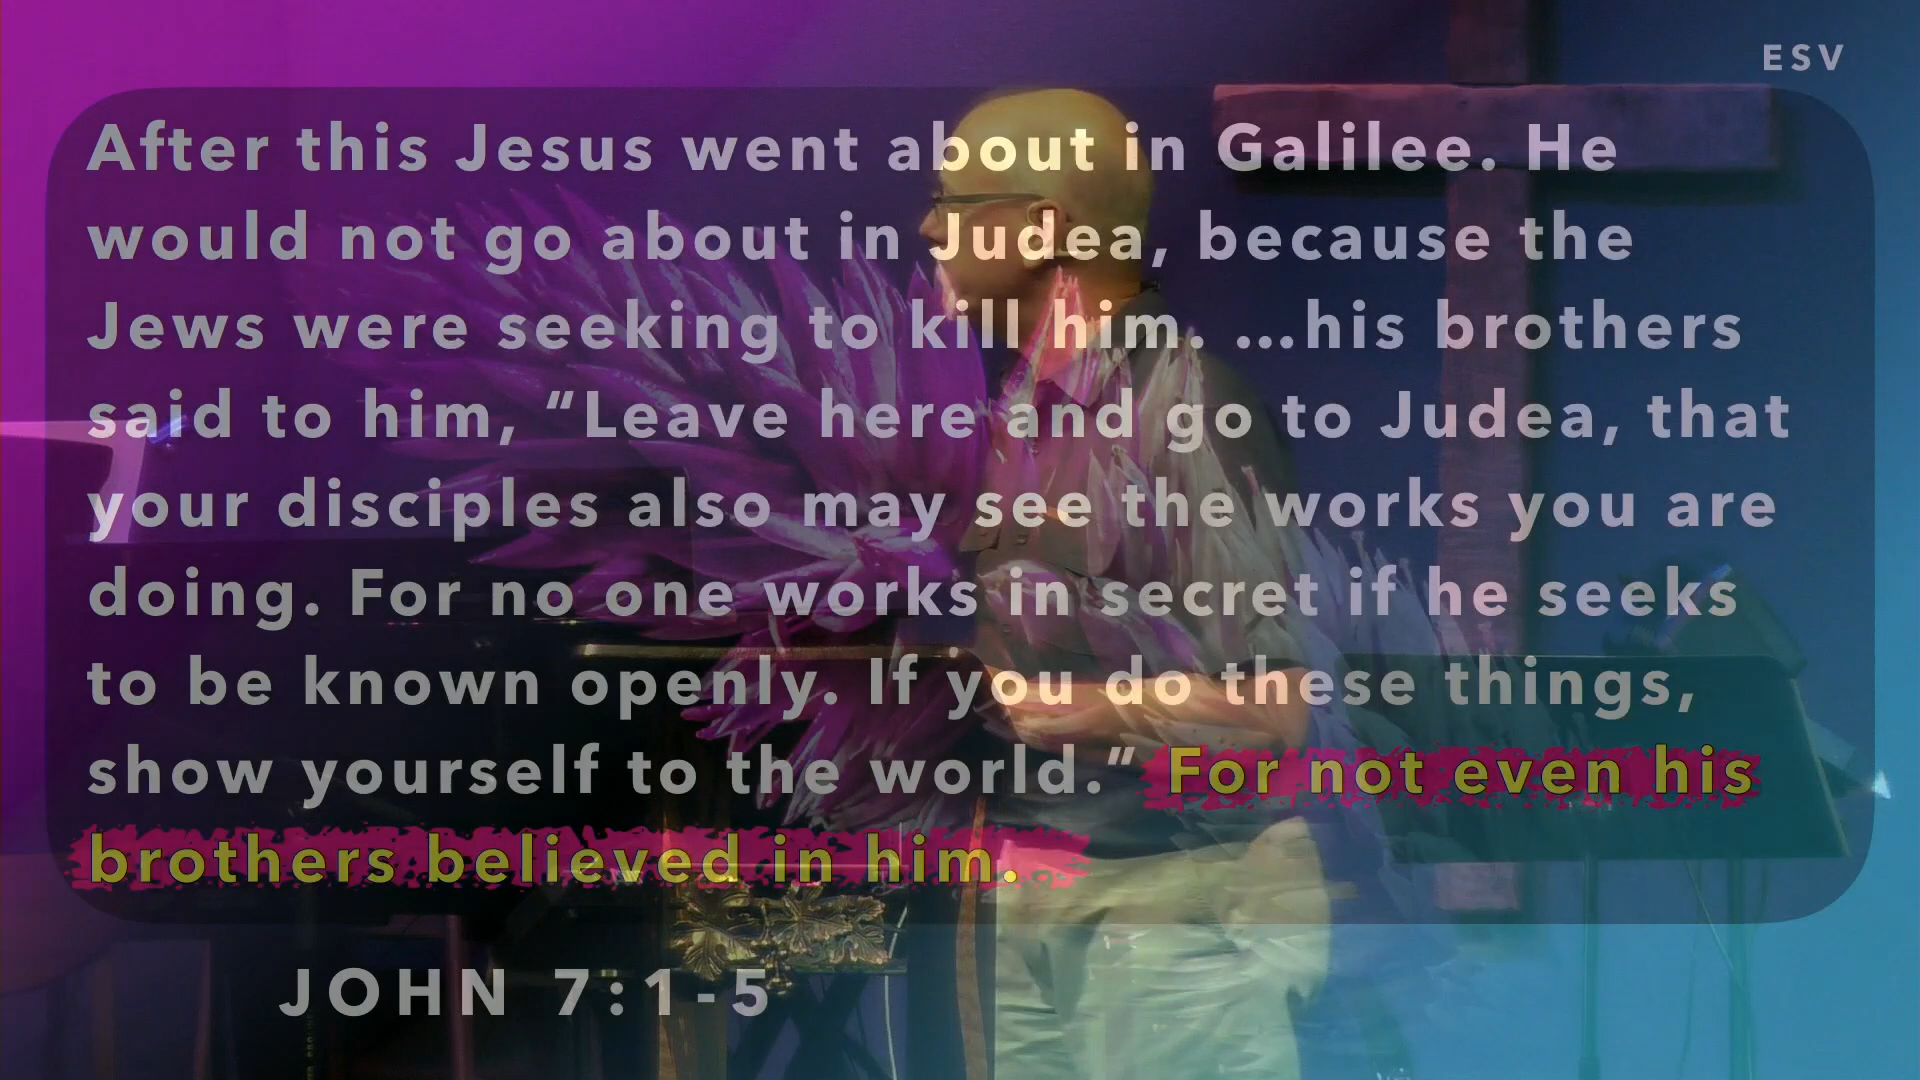 ESV
After this Jesus went about in Galilee. He
would not go about in Judea, because the
Jews were seeking to kill him. ...his brothers
said to him, “Leave here and go to Judea, that
your disciples also may see the works you are
doing. For no one works in secret if he seeks
to be known openly. If you do these things,
show yourself to the world.” For not even his
brothers believed in him.
JOHN 7:1-5